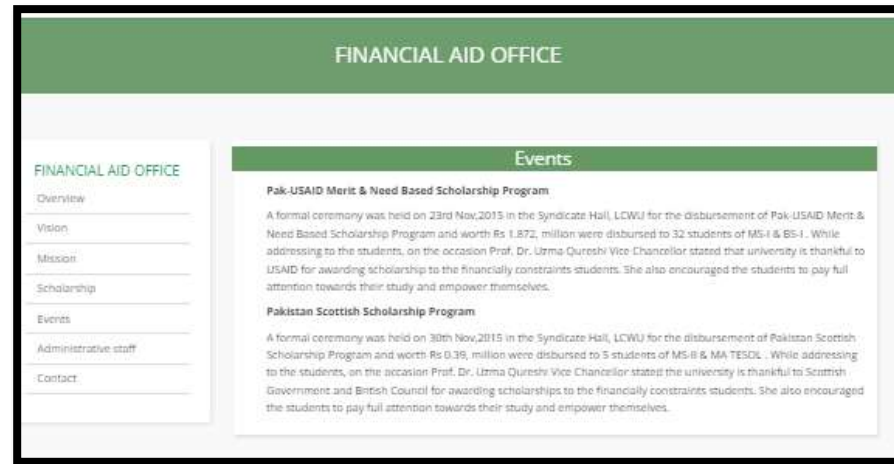 FINANCIAL AID OFFICE
FINANCIAL AID OFFICE
Overview
Vision
Mission
Scholarship
Events
Administrative staff
Contact
Events
Pak-USAID Merit & Need Based Scholarship Program
A formal ceremony was held on 23rd Nov,2015 in the Syndicate Hall, LCWU for the disbursement of Pak-USAID Merit &
Need Based Scholarship Program and worth Rs 1.872, million were disbursed to 32 students of MS-I & BS-I . While
addressing to the students, on the occasion Prof. Dr. Uzma Qureshi Vice Chancellor stated that university is thankful to
USAID for awarding scholarship to the financially constraints students. She also encouraged the students to pay full
attention towards their study and empower themselves.
Pakistan Scottish Scholarship Program
A formal ceremony was held on 30th Nov,2015 in the Syndicate Hall, LCWU for the disbursement of Pakistan Scottish
Scholarship Program and worth Rs 0.39, million were disbursed to 5 students of MS-II & MA TESOL . While addressing
to the students, on the occasion Prof. Dr. Uzma Qureshi Vice Chancellor stated the university is thankful to Scottish
Government and British Council for awarding scholarships to the financially constraints students. She also encouraged
the students to pay full attention towards their study and empower themselves.